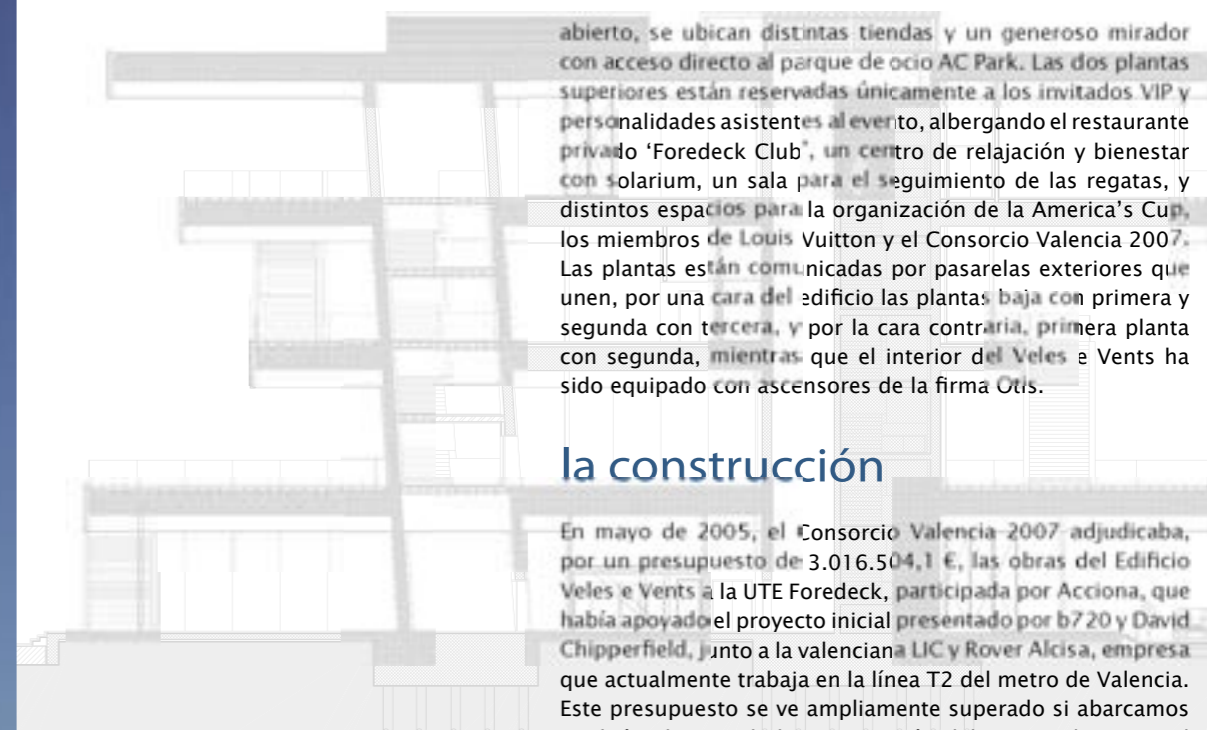 abierto, se ubican distintas tiendas y un generoso mirador
con acceso directo al parque de ocio AC Park. Las dos plantas
superiores están reservadas únicamente a los invitados VIP y
personalidades asistentes al evento, albergando el restaurante
privado ‘Foredeck Club’, un centro de relajación y bienestar
con solarium, un sala para el seguimiento de las regatas, y
distintos espacios para la organización de la America’s Cup,
los miembros de Louis Vuitton y el Consorcio Valencia 2007.
Las plantas están comunicadas por pasarelas exteriores que
unen, por una cara del edificio las plantas baja con primera y
segunda con tercera, y por la cara contraria, primera planta
con segunda, mientras que el interior del Veles e Vents ha
sido equipado con ascensores de la firma Otis.
la construcción
En mayo de 2005, el Consorcio Valencia 2007 adjudicaba,
por un presupuesto de 3.016.504,1 €, las obras del Edificio
Veles e Vents a la UTE Foredeck, participada por Acciona, que
había apoyado el proyecto inicial presentado por b720 y David
Chipperfield, junto a la valenciana LIC y Rover Alcisa, empresa
que actualmente trabaja en la línea T2 del metro de Valencia.
Este presupuesto se ve ampliamente superado si abarcamos